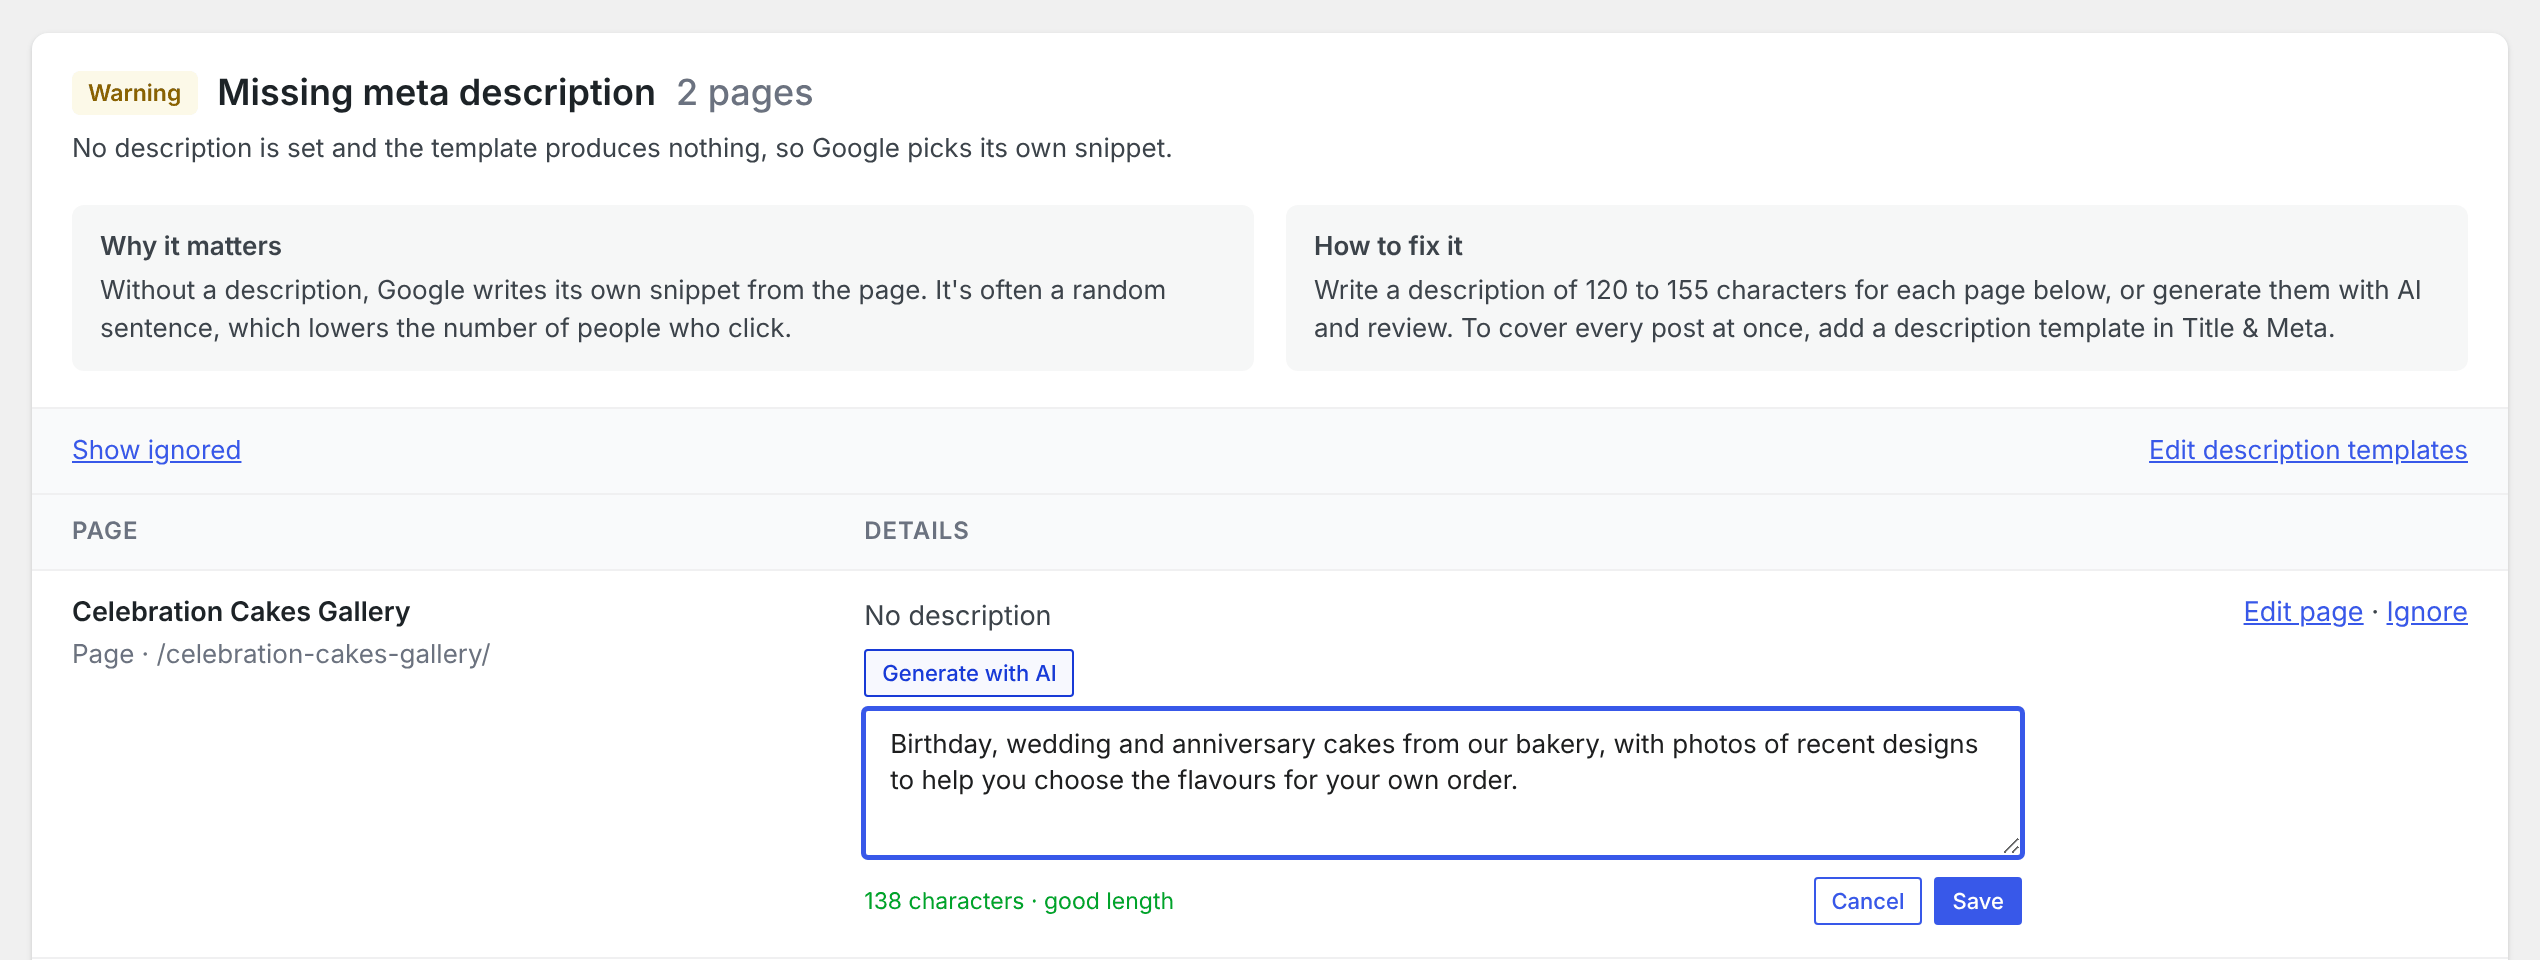 Warning Missing meta description 2 pages
No description is set and the template produces nothing, so Google picks its own snippet.
Why it matters
Without a description, Google writes its own snippet from the page. It's often a random
sentence, which lowers the number of people who click.
How to fix it
Write a description of 120 to 155 characters for each page below, or generate them with AI
and review. To cover every post at once, add a description template in Title & Meta.
Show ignored
Edit description templates
PAGE
DETAILS
Celebration Cakes Gallery
Page · /celebration-cakes-gallery/
No description
Edit page · Ignore
Generate with AI
Birthday, wedding and anniversary cakes from our bakery, with photos of recent designs
to help you choose the flavours for your own order.
138 characters · good length
Cancel
Save